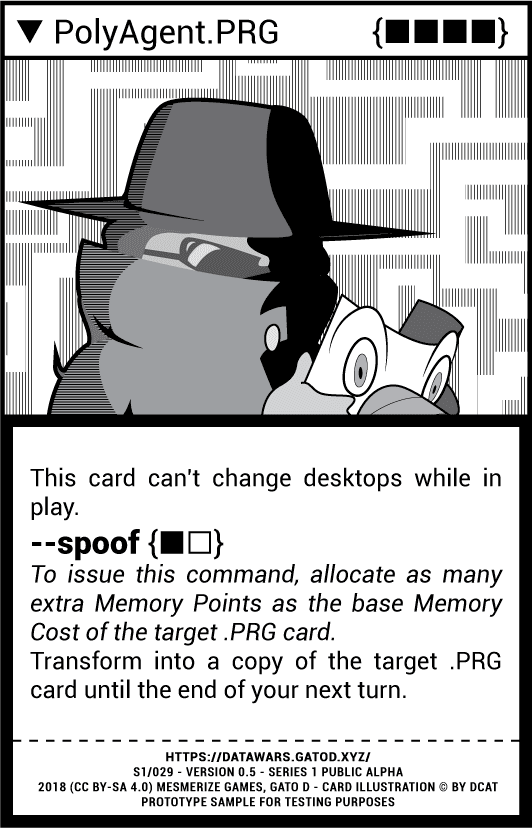 ▼ PolyAgent.PRG {■■■■}
This card can't change desktops while in
play.
--spoof {■□}
To issue this command, allocate as many
extra Memory Points as the base Memory
Cost of the target .PRG card.
Transform into a copy of the target .PRG
card until the end of your next turn.
HTTPS://DATAWARS.GATOD.XYZ/
S1/029 - VERSION 0.5 - SERIES 1 PUBLIC ALPHA
2018 (CC BY-SA 4.0) MESMERIZE GAMES, GATO D - CARD ILLUSTRATION © BY DCAT
PROTOTYPE SAMPLE FOR TESTING PURPOSES